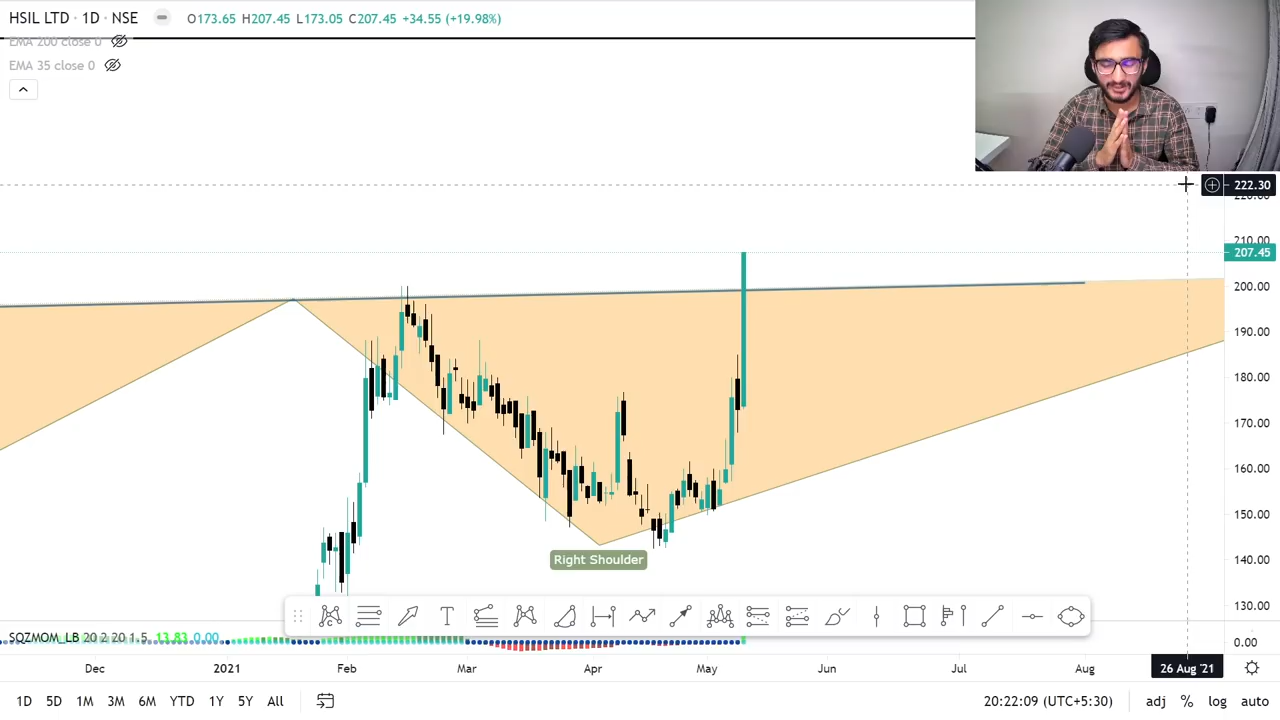 HSIL LTD · 1D · NSE O173.65 H207.45 L173.05 C207.45 +34.55 (+19.98%)
EMA 200 close 0
EMA 35 close 0
222.30
220.00
210.00
207.45
200.00
190.00
180.00
170.00
160.00
150.00
140.00
130.00
Right Shoulder
T
SQZMOM_LB 20 2 20 1.5 13.83 0.00
0.00
Dec 2021 Feb Mar Apr May Jun Jul Aug 26 Aug '21
1D 5D 1M 3M 6M YTD 1Y 5Y All 20:22:09 (UTC+5:30) adj % log auto